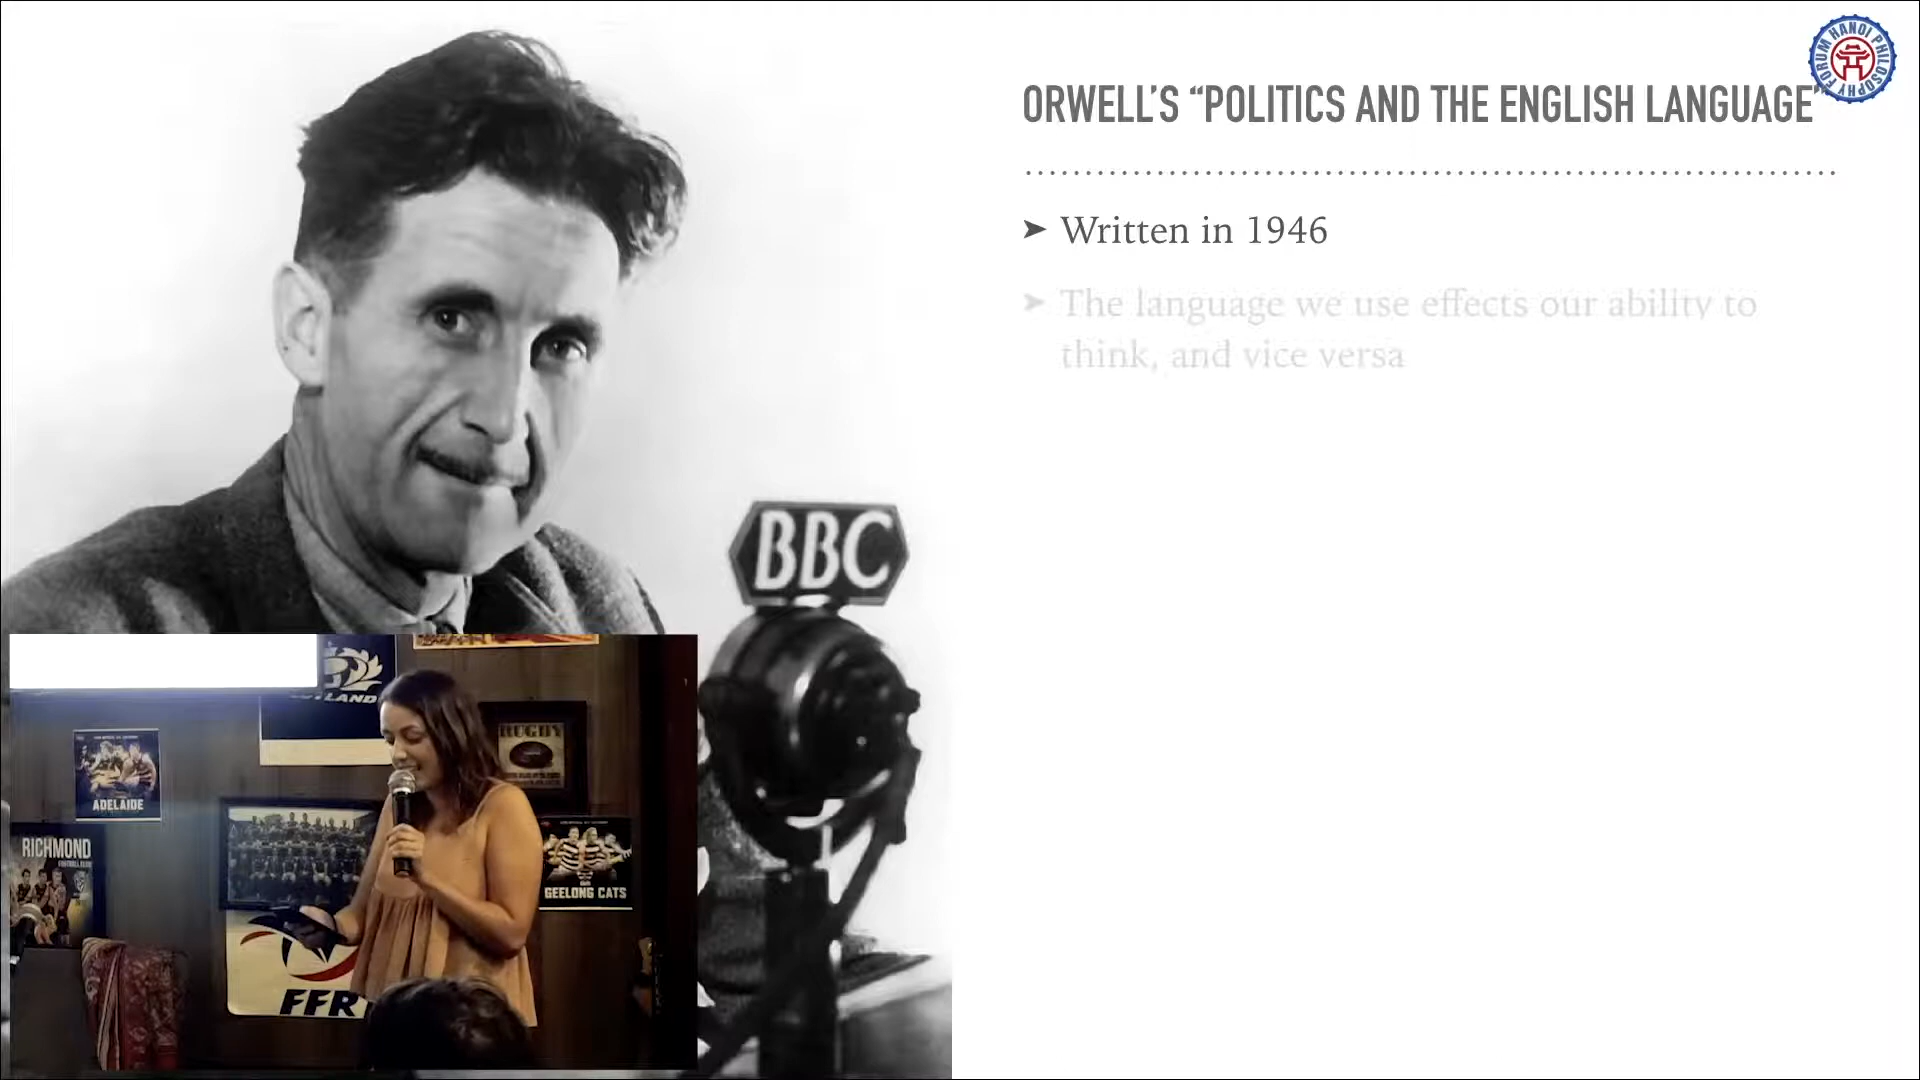 FORUM HANOI PHILOSOPHY
ORWELL’S “POLITICS AND THE ENGLISH LANGUAGE”
➤ Written in 1946
➤ The language we use effects our ability to
think, and vice versa
BBC
RUGBY
ADELAIDE
RICHMOND
GEELONG CATS
FFR